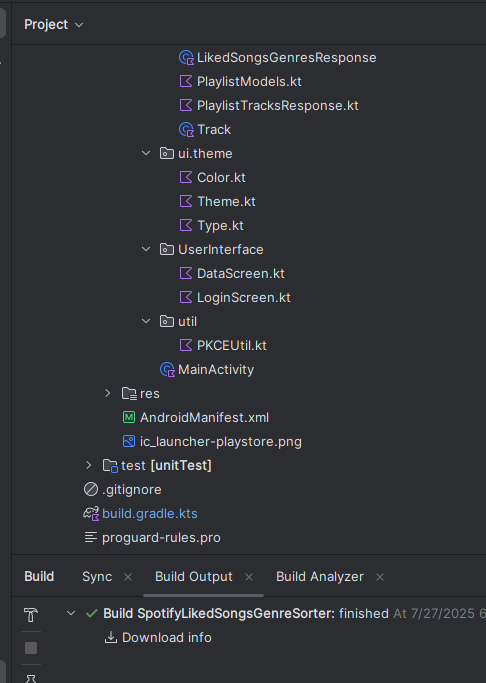 Project
LikedSongsGenresResponse
PlaylistModels.kt
PlaylistTracksResponse.kt
Track
ui.theme
Color.kt
Theme.kt
Type.kt
UserInterface
DataScreen.kt
LoginScreen.kt
util
PKCEUtil.kt
MainActivity
res
AndroidManifest.xml
ic_launcher-playstore.png
test [unitTest]
.gitignore
build.gradle.kts
proguard-rules.pro
Build Sync Build Output Build Analyzer
Build SpotifyLikedSongsGenreSorter: finished At 7/27/2025 6
Download info